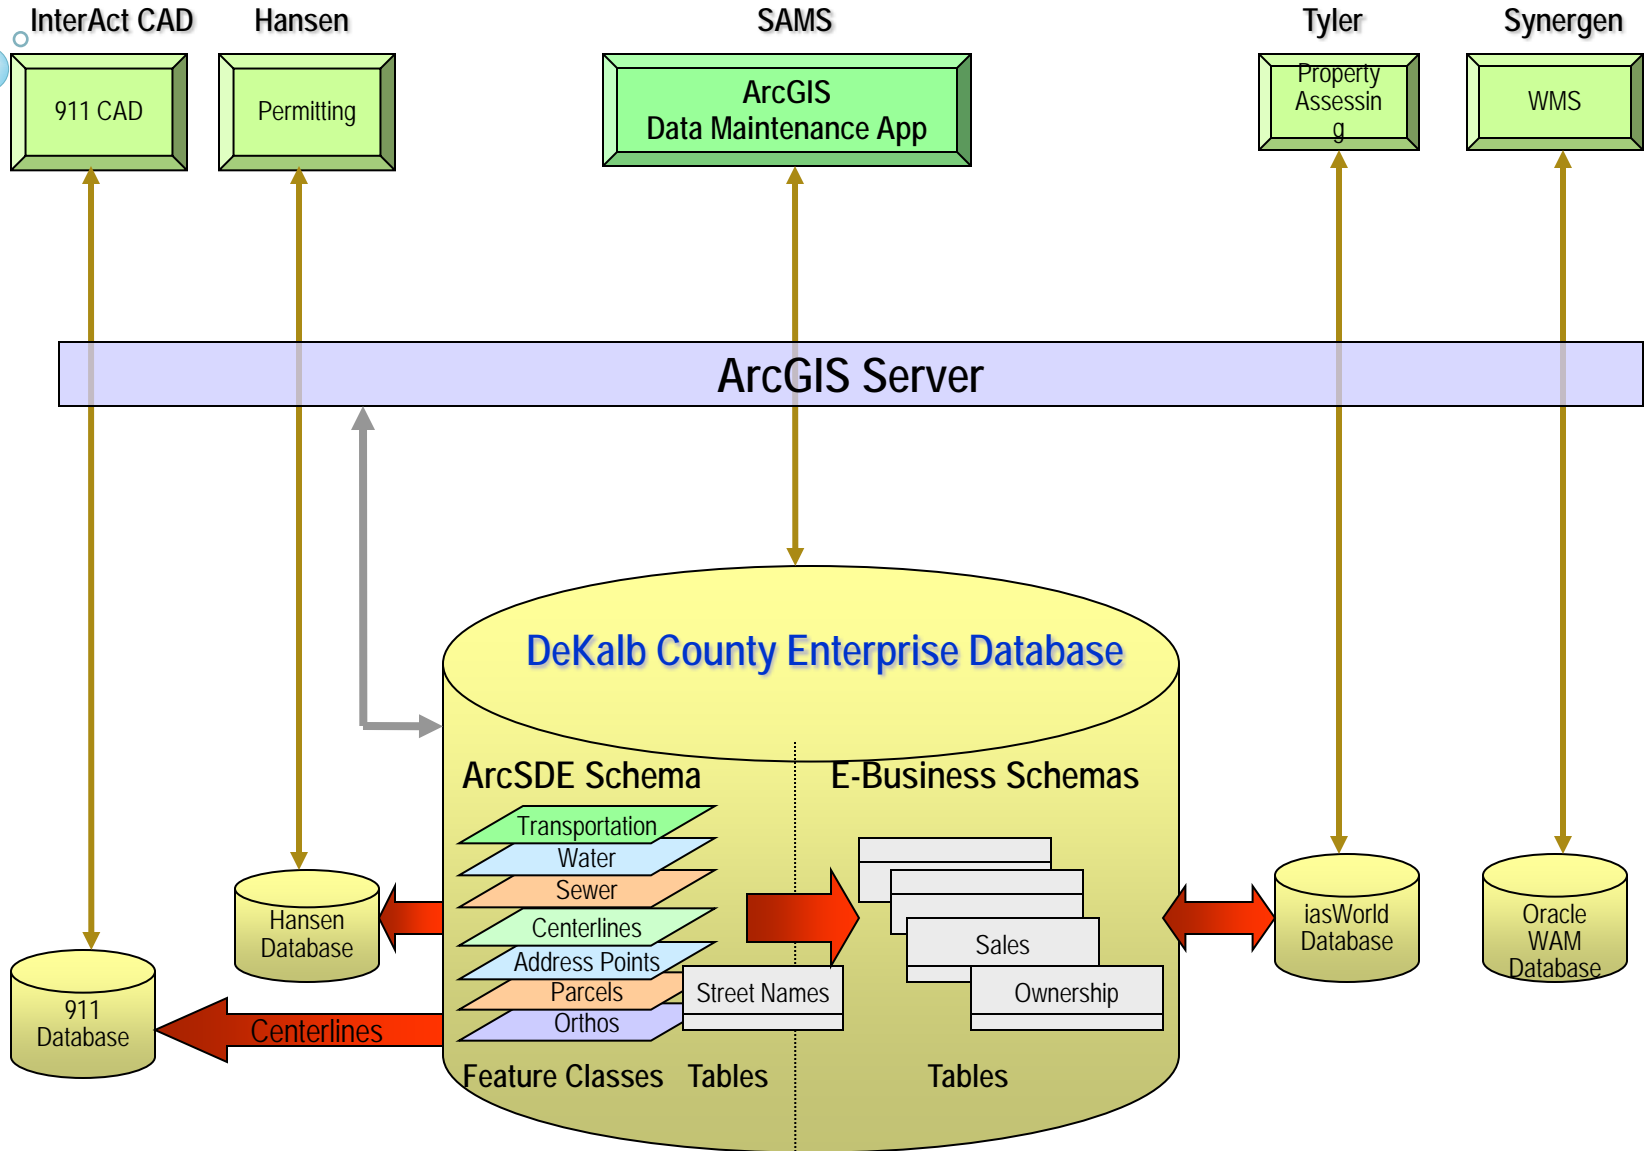 InterAct CAD
Hansen
SAMS
Tyler
Synergen
911 CAD
Permitting
ArcGIS
Data Maintenance App
Property
Assessin
g
WMS
ArcGIS Server
DeKalb County Enterprise Database
ArcSDE Schema
E-Business Schemas
Transportation
Water
Sewer
Centerlines
Address Points
Parcels
Orthos
Street Names
Sales
Ownership
Hansen
Database
911
Database
Centerlines
iasWorld
Database
Oracle
WAM
Database
Feature Classes
Tables
Tables